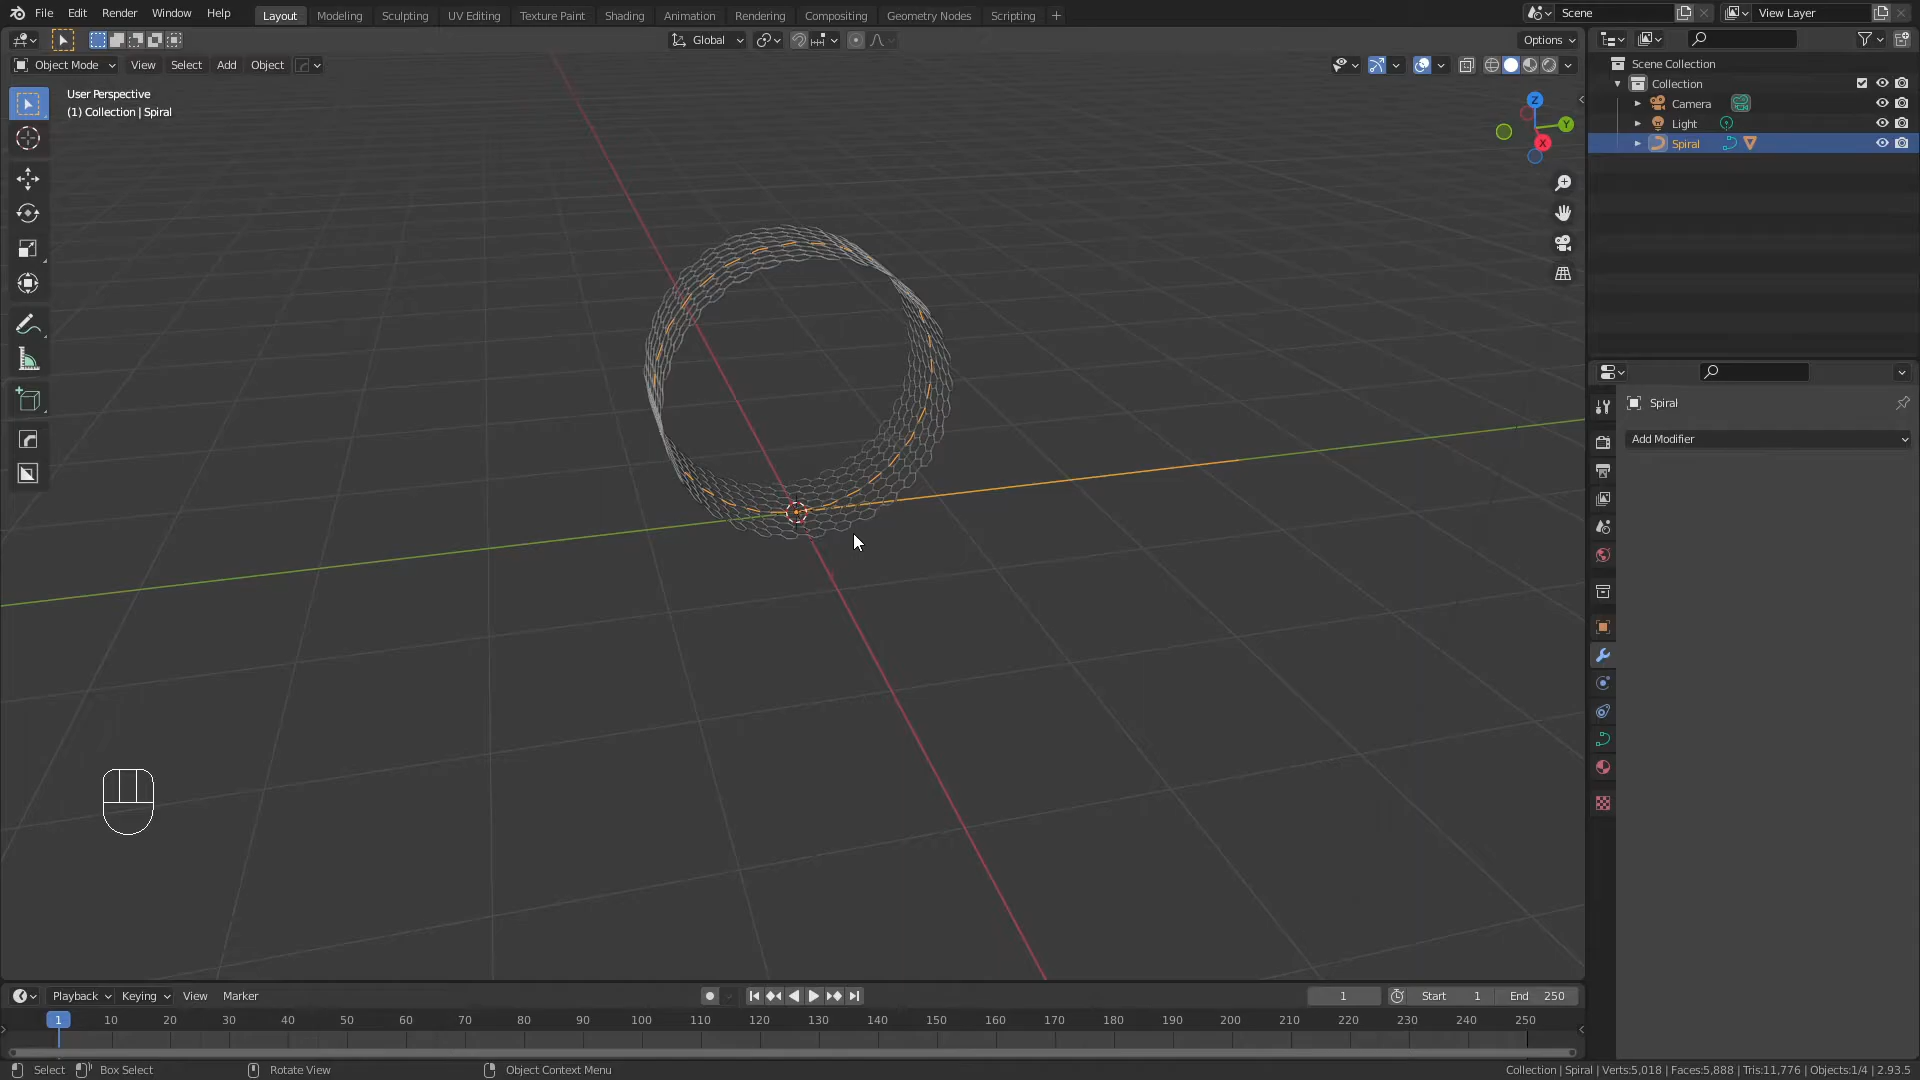 File Edit Render Window Help Layout Modeling Sculpting UV Editing Texture Paint Shading Animation Rendering Compositing Geometry Nodes Scripting + Scene View Layer
Global Options
Object Mode View Select Add Object
User Perspective
(1) Collection | Spiral
Z
Y
X
Scene Collection
Collection
Camera
Light
Spiral
Spiral
Add Modifier
Playback Keying View Marker 1 Start 1 End 250
1 10 20 30 40 50 60 70 80 90 100 110 120 130 140 150 160 170 180 190 200 210 220 230 240 250
Select Box Select Rotate View Object Context Menu Collection | Spiral | Verts:5,018 | Faces:5,888 | Tris:11,776 | Objects:1/4 | 2.93.5